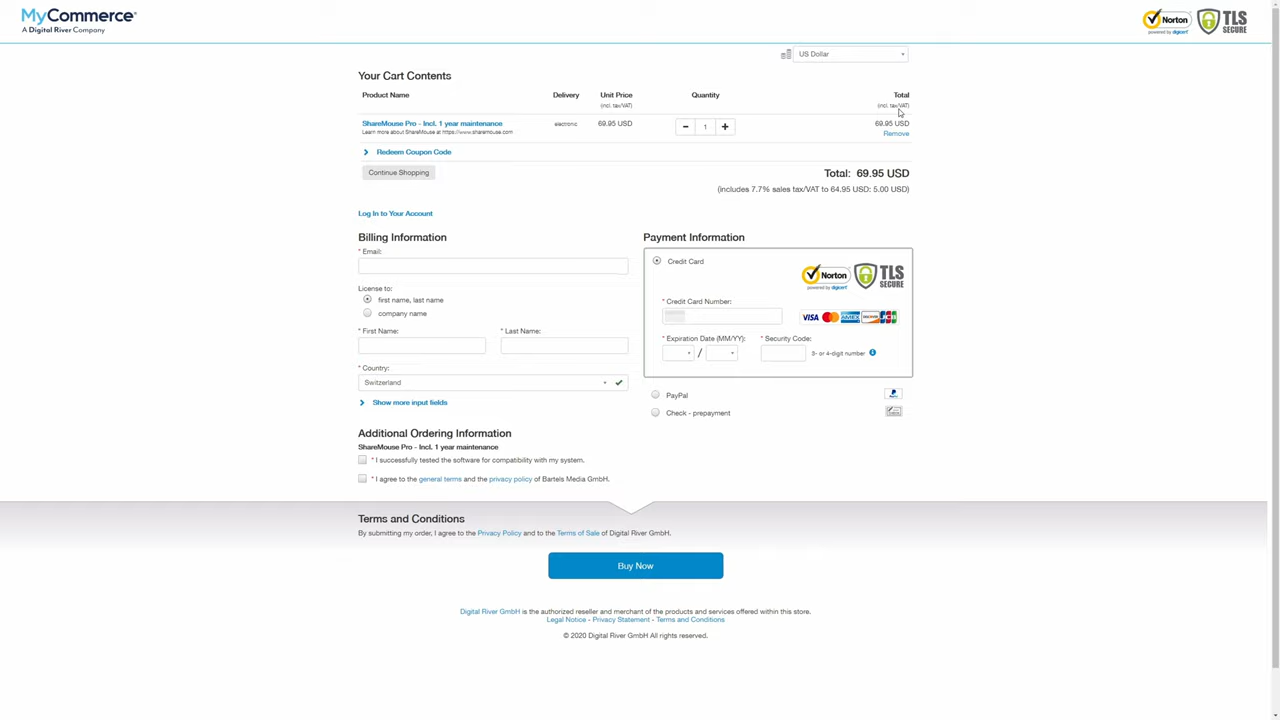 MyCommerce
A Digital River Company
Norton
powered by digicert
TLS
SECURE
US Dollar
Your Cart Contents
Product Name Delivery Unit Price Quantity Total
(incl. tax/VAT) (incl. tax/VAT)
ShareMouse Pro - Incl. 1 year maintenance electronic 69.95 USD - 1 + 69.95 USD
Learn more about ShareMouse at https://www.sharemouse.com
Remove
Redeem Coupon Code
Continue Shopping
Total: 69.95 USD
(includes 7.7% sales tax/VAT to 64.95 USD: 5.00 USD)
Log In to Your Account
Billing Information
* Email:
License to:
first name, last name
company name
* First Name: * Last Name:
* Country:
Switzerland
Show more input fields
Payment Information
Credit Card
Norton
powered by digicert
TLS
SECURE
* Credit Card Number:
VISA AMEX DISCOVER JCB
* Expiration Date (MM/YY): * Security Code:
/ 3- or 4-digit number
PayPal
Check - prepayment
Additional Ordering Information
ShareMouse Pro - Incl. 1 year maintenance
* I successfully tested the software for compatibility with my system.
* I agree to the general terms and the privacy policy of Bartels Media GmbH.
Terms and Conditions
By submitting my order, I agree to the Privacy Policy and to the Terms of Sale of Digital River GmbH.
Buy Now
Digital River GmbH is the authorized reseller and merchant of the products and services offered within this store.
Legal Notice - Privacy Statement - Terms and Conditions
© 2020 Digital River GmbH All rights reserved.